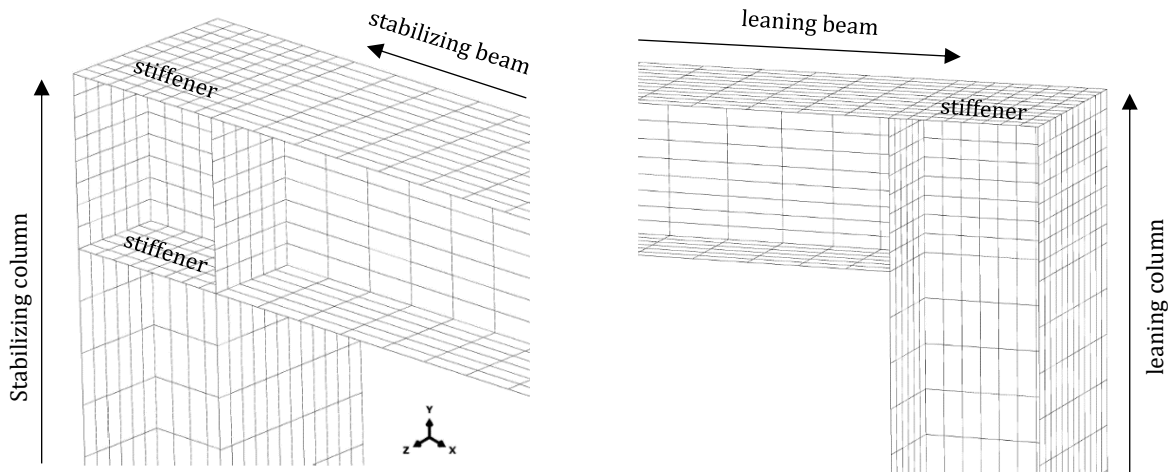 stabilizing beam
stiffener
stiffener
Stabilizing column
Y
Z
X
leaning beam
stiffener
leaning column